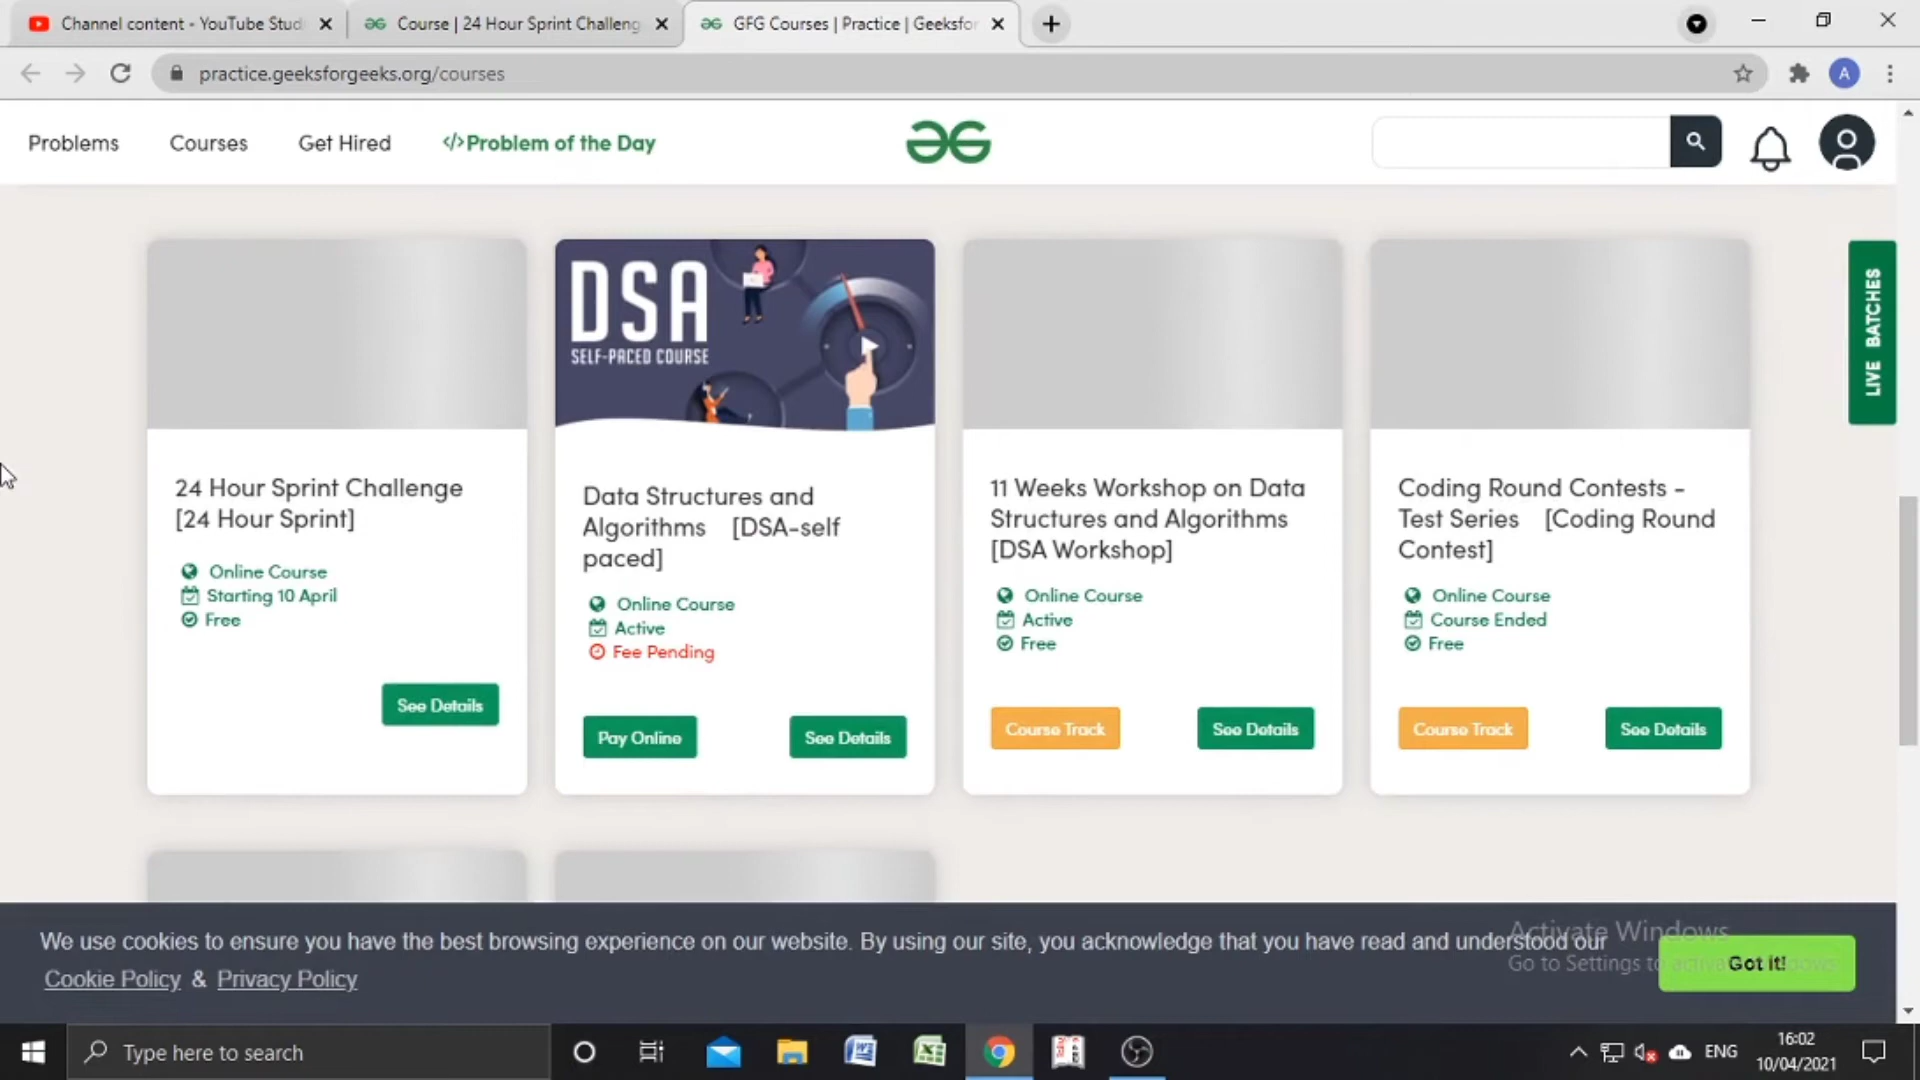 Channel content - YouTube Stud
Course | 24 Hour Sprint Challeng
GFG Courses | Practice | Geeksfor
practice.geeksforgeeks.org/courses
A
Problems
Courses
Get Hired
</>Problem of the Day
LIVE BATCHES
DSA
SELF-PACED COURSE
24 Hour Sprint Challenge
[24 Hour Sprint]
Online Course
Starting 10 April
Free
See Details
Data Structures and
Algorithms [DSA-self
paced]
Online Course
Active
Fee Pending
Pay Online
See Details
11 Weeks Workshop on Data
Structures and Algorithms
[DSA Workshop]
Online Course
Active
Free
Course Track
See Details
Coding Round Contests -
Test Series [Coding Round
Contest]
Online Course
Course Ended
Free
Course Track
See Details
We use cookies to ensure you have the best browsing experience on our website. By using our site, you acknowledge that you have read and understood our
Cookie Policy & Privacy Policy
Got It!
Activate Windows
Go to Settings to activate Windows.
Type here to search
ENG
16:02
10/04/2021